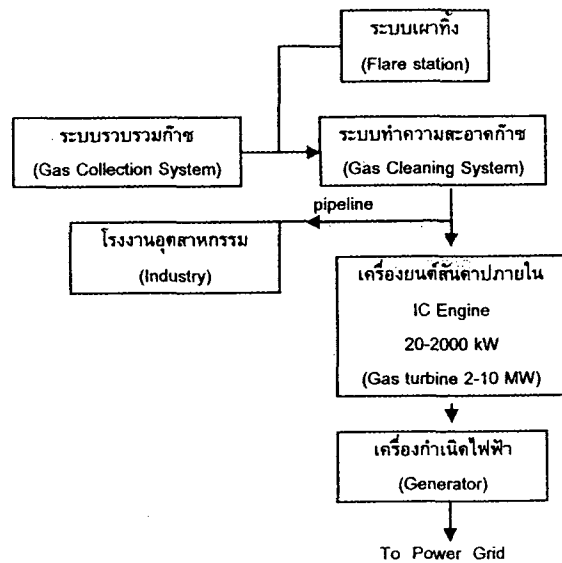 ระบบเผาทิ้ง
(Flare station)
ระบบรวบรวมก๊าซ
(Gas Collection System)
ระบบทำความสะอาดก๊าซ
(Gas Cleaning System)
pipeline
โรงงานอุตสาหกรรม
(Industry)
เครื่องยนต์สันดาปภายใน
IC Engine
20-2000 kW
(Gas turbine 2-10 MW)
เครื่องกำเนิดไฟฟ้า
(Generator)
To Power Grid